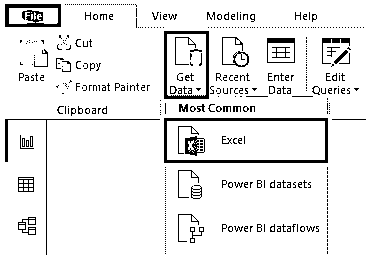 File Home View Modeling Help
Cut
Copy
Format Painter
Paste
Get Data
Recent Sources
Enter Data
Edit Queries
Clipboard
Most Common
Excel
Power BI datasets
Power BI dataflows